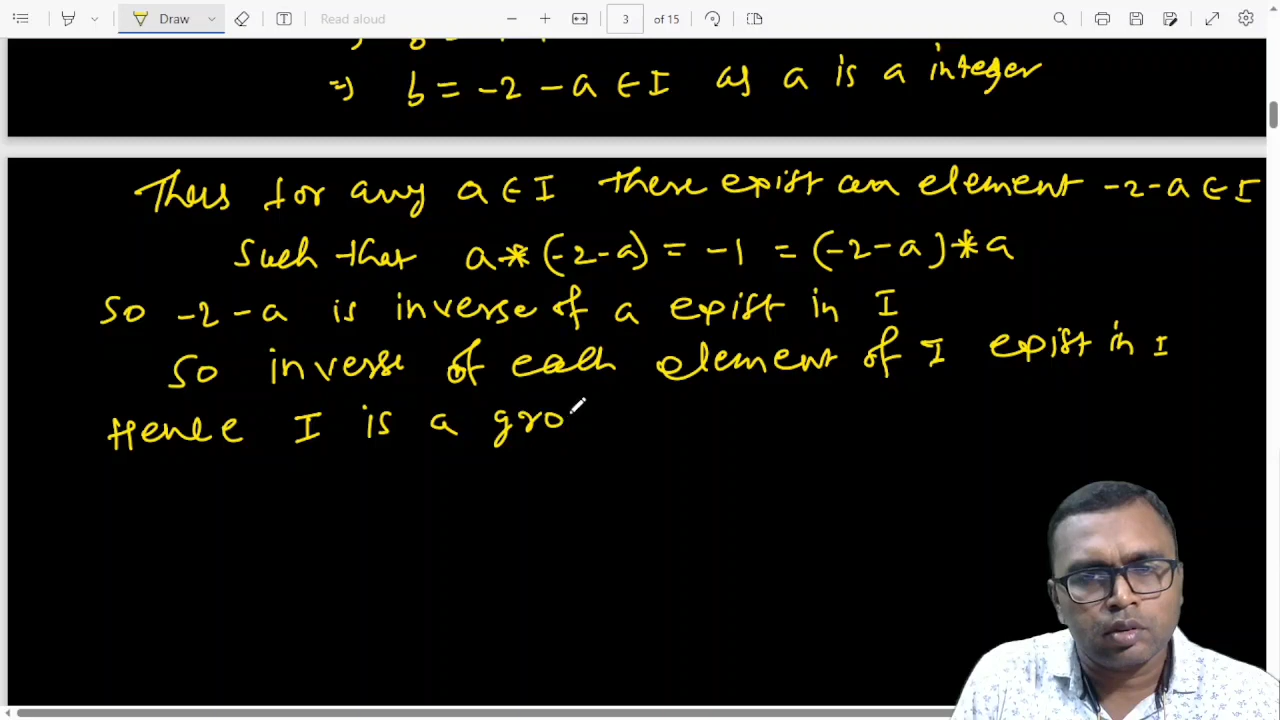 Draw
Read aloud
3 of 15
⇒ b = -2 - a ∈ I as a is a integer
Thus for any a ∈ I there exist an element -2-a ∈ I
Such that a * (-2-a) = -1 = (-2-a) * a
So -2-a is inverse of a exist in I
So inverse of each element of I exist in I
Hence I is a gro